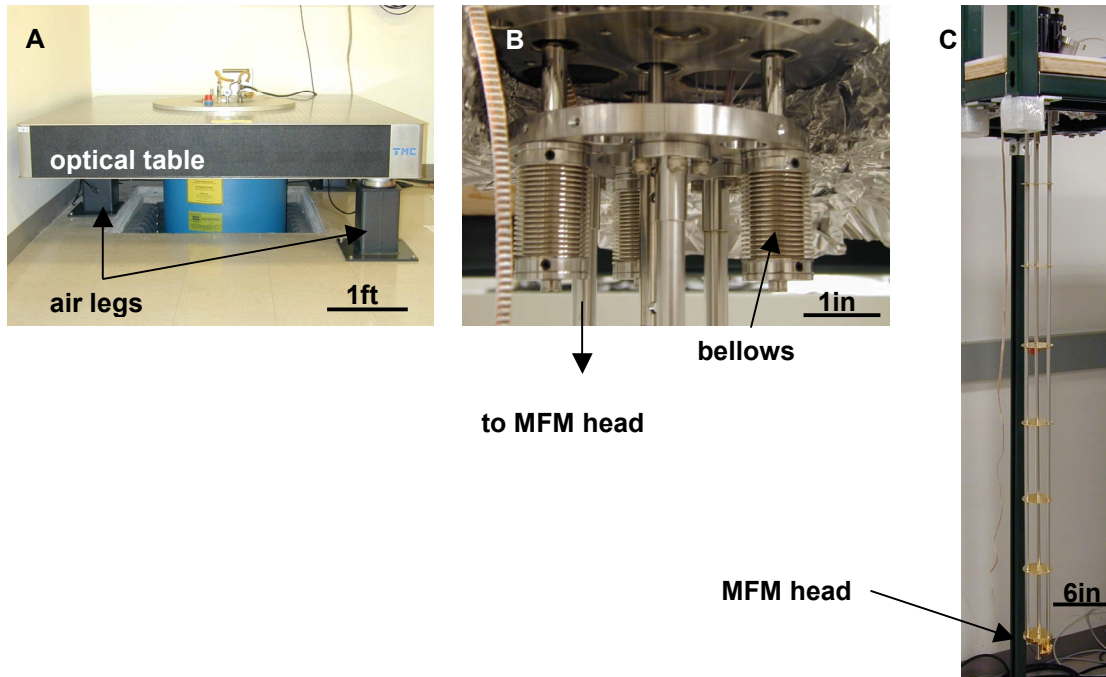 A
optical table
TMC
air legs
1ft
B
1in
bellows
to MFM head
C
MFM head
6in